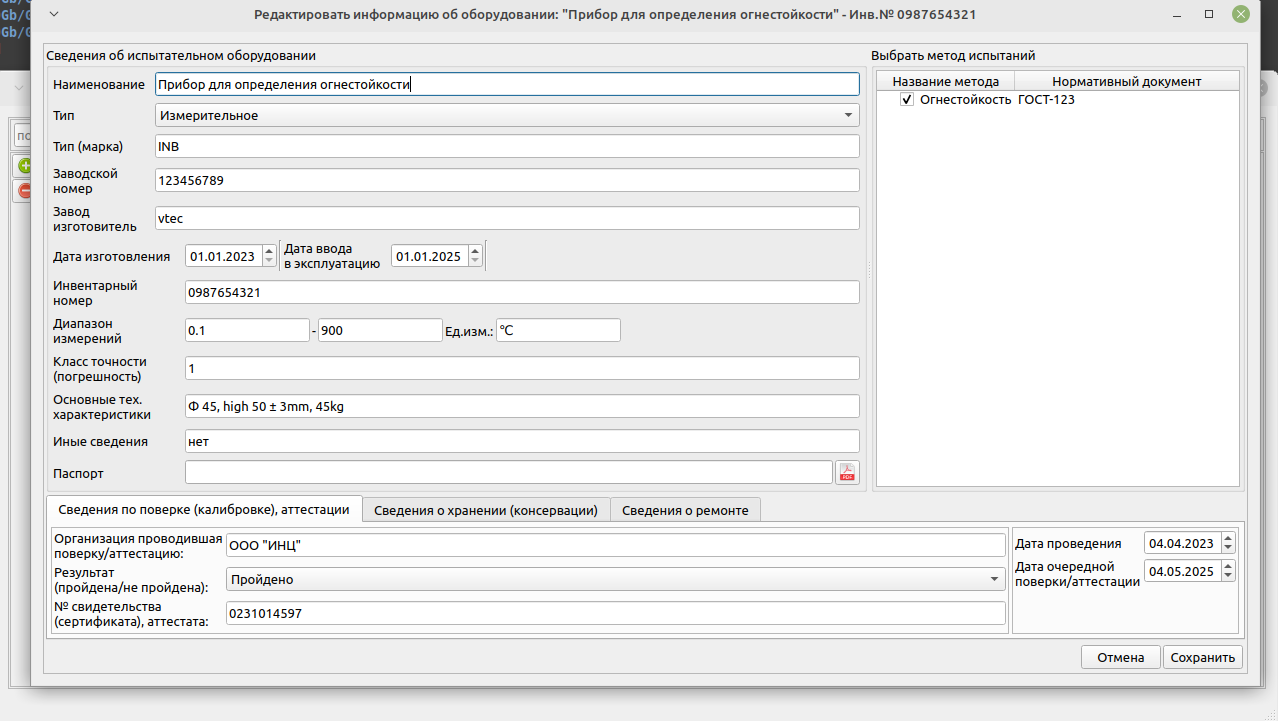 Редактировать информацию об оборудовании: "Прибор для определения огнестойкости" - Инв.№ 0987654321
Gb/G
Gb/G
по
Сведения об испытательном оборудовании
Наименование Прибор для определения огнестойкости
Тип Измерительное
Тип (марка) INB
Заводской
номер
123456789
Завод
изготовитель
vtec
Дата изготовления 01.01.2023
Дата ввода
в эксплуатацию
01.01.2025
Инвентарный
номер
0987654321
Диапазон
измерений
0.1 - 900 Ед.изм.: °C
Класс точности
(погрешность)
1
Основные тех.
характеристики
Ф 45, high 50 ± 3mm, 45kg
Иные сведения нет
Паспорт
PDF
Выбрать метод испытаний
Название метода Нормативный документ
Огнестойкость ГОСТ-123
Сведения по поверке (калибровке), аттестации Сведения о хранении (консервации) Сведения о ремонте
Организация проводившая
поверку/аттестацию:
ООО "ИНЦ"
Результат
(пройдена/не пройдена):
Пройдено
№ свидетельства
(сертификата), аттестата:
0231014597
Дата проведения 04.04.2023
Дата очередной
поверки/аттестации
04.05.2025
Отмена Сохранить